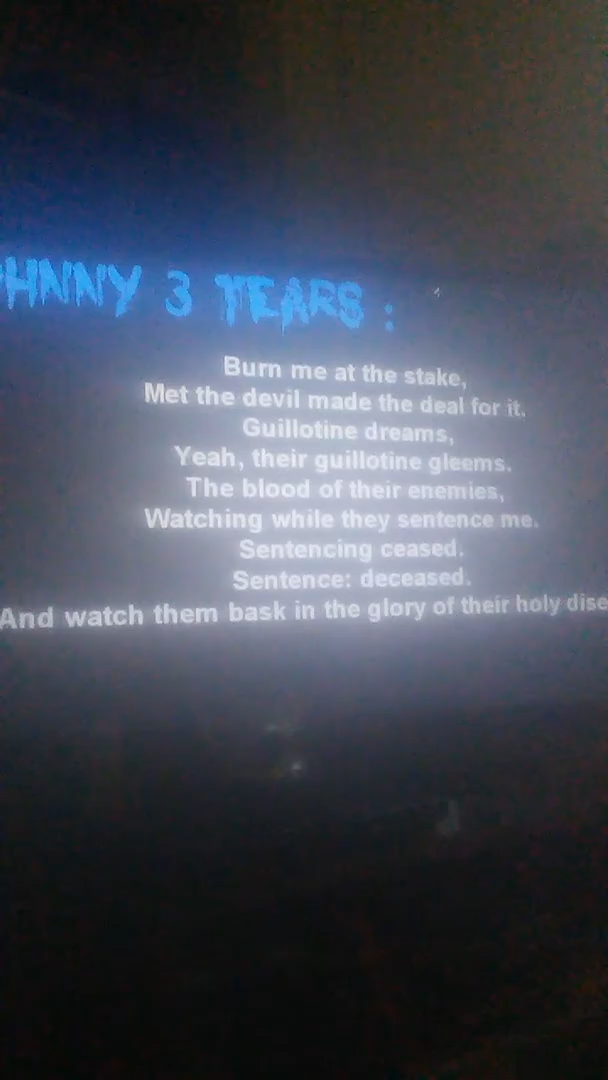 HNNY 3 TEARS :
Burn me at the stake,
Met the devil made the deal for it.
Guillotine dreams,
Yeah, their guillotine gleems.
The blood of their enemies,
Watching while they sentence me.
Sentencing ceased.
Sentence: deceased.
And watch them bask in the glory of their holy dise